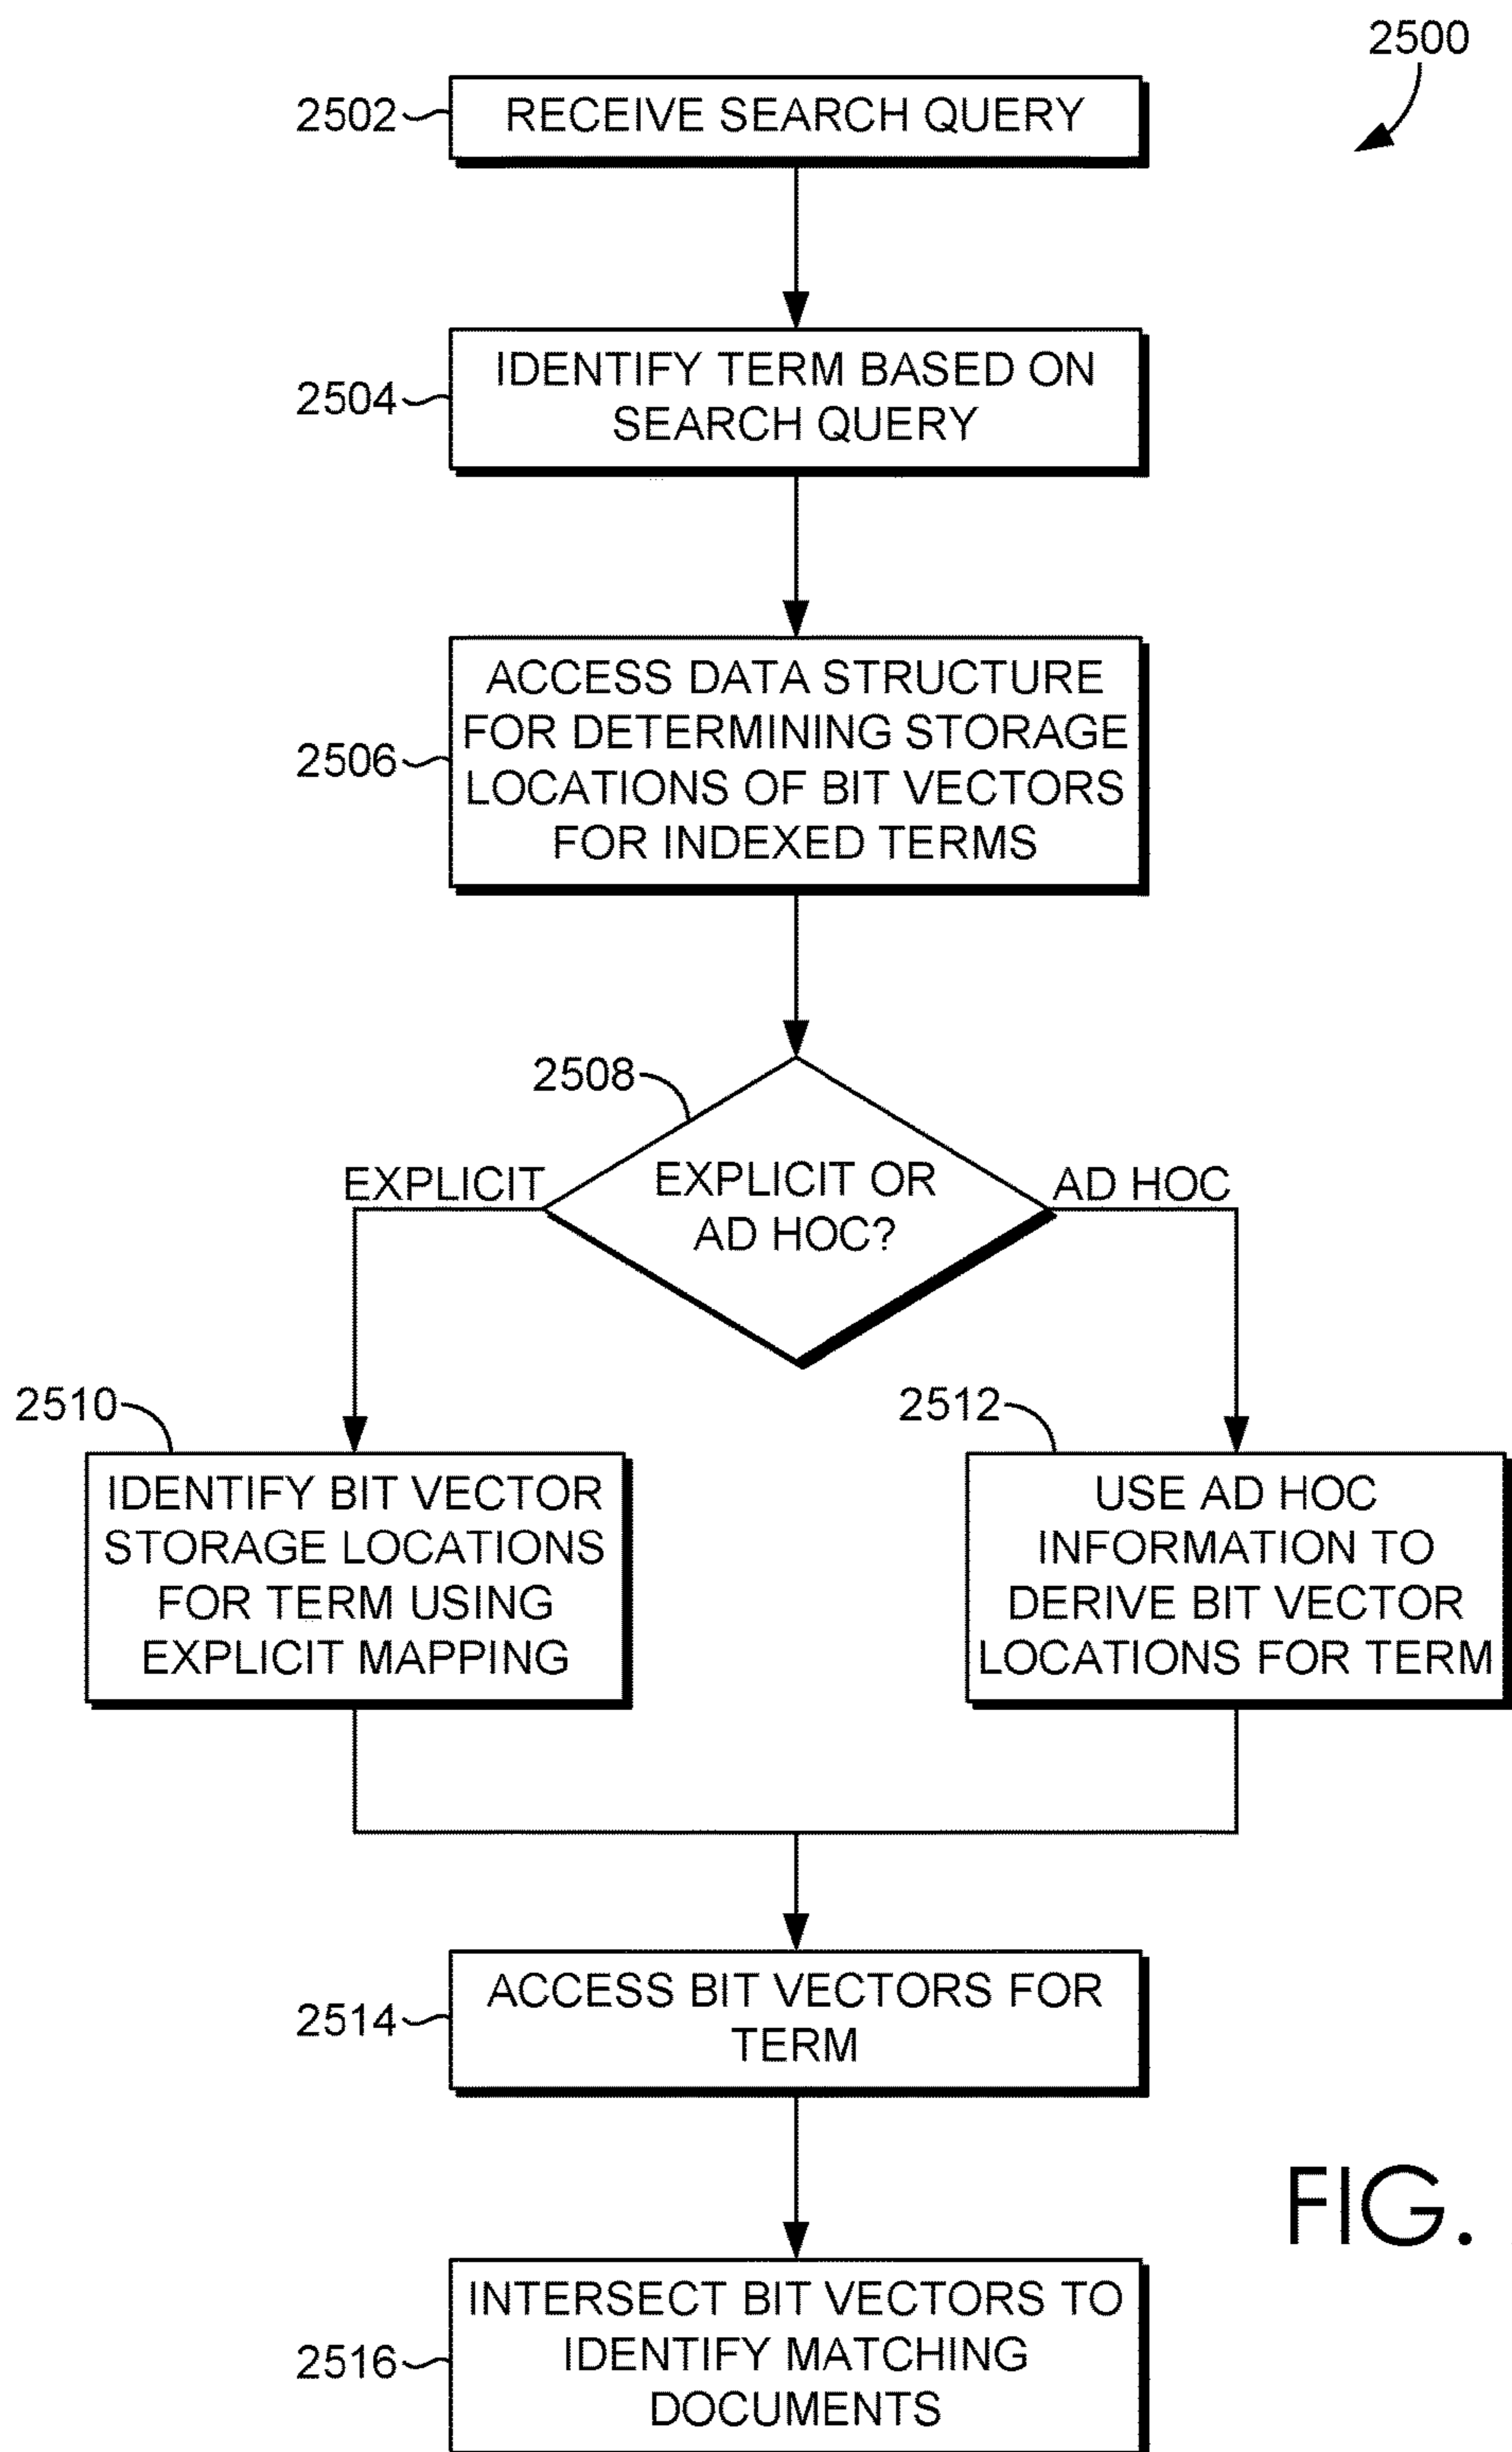 2500
2502
RECEIVE SEARCH QUERY
2504
IDENTIFY TERM BASED ON
SEARCH QUERY
2506
ACCESS DATA STRUCTURE
FOR DETERMINING STORAGE
LOCATIONS OF BIT VECTORS
FOR INDEXED TERMS
2508
EXPLICIT OR
AD HOC?
EXPLICIT
AD HOC
2510
IDENTIFY BIT VECTOR
STORAGE LOCATIONS
FOR TERM USING
EXPLICIT MAPPING
2512
USE AD HOC
INFORMATION TO
DERIVE BIT VECTOR
LOCATIONS FOR TERM
2514
ACCESS BIT VECTORS FOR
TERM
2516
INTERSECT BIT VECTORS TO
IDENTIFY MATCHING
DOCUMENTS
FIG.